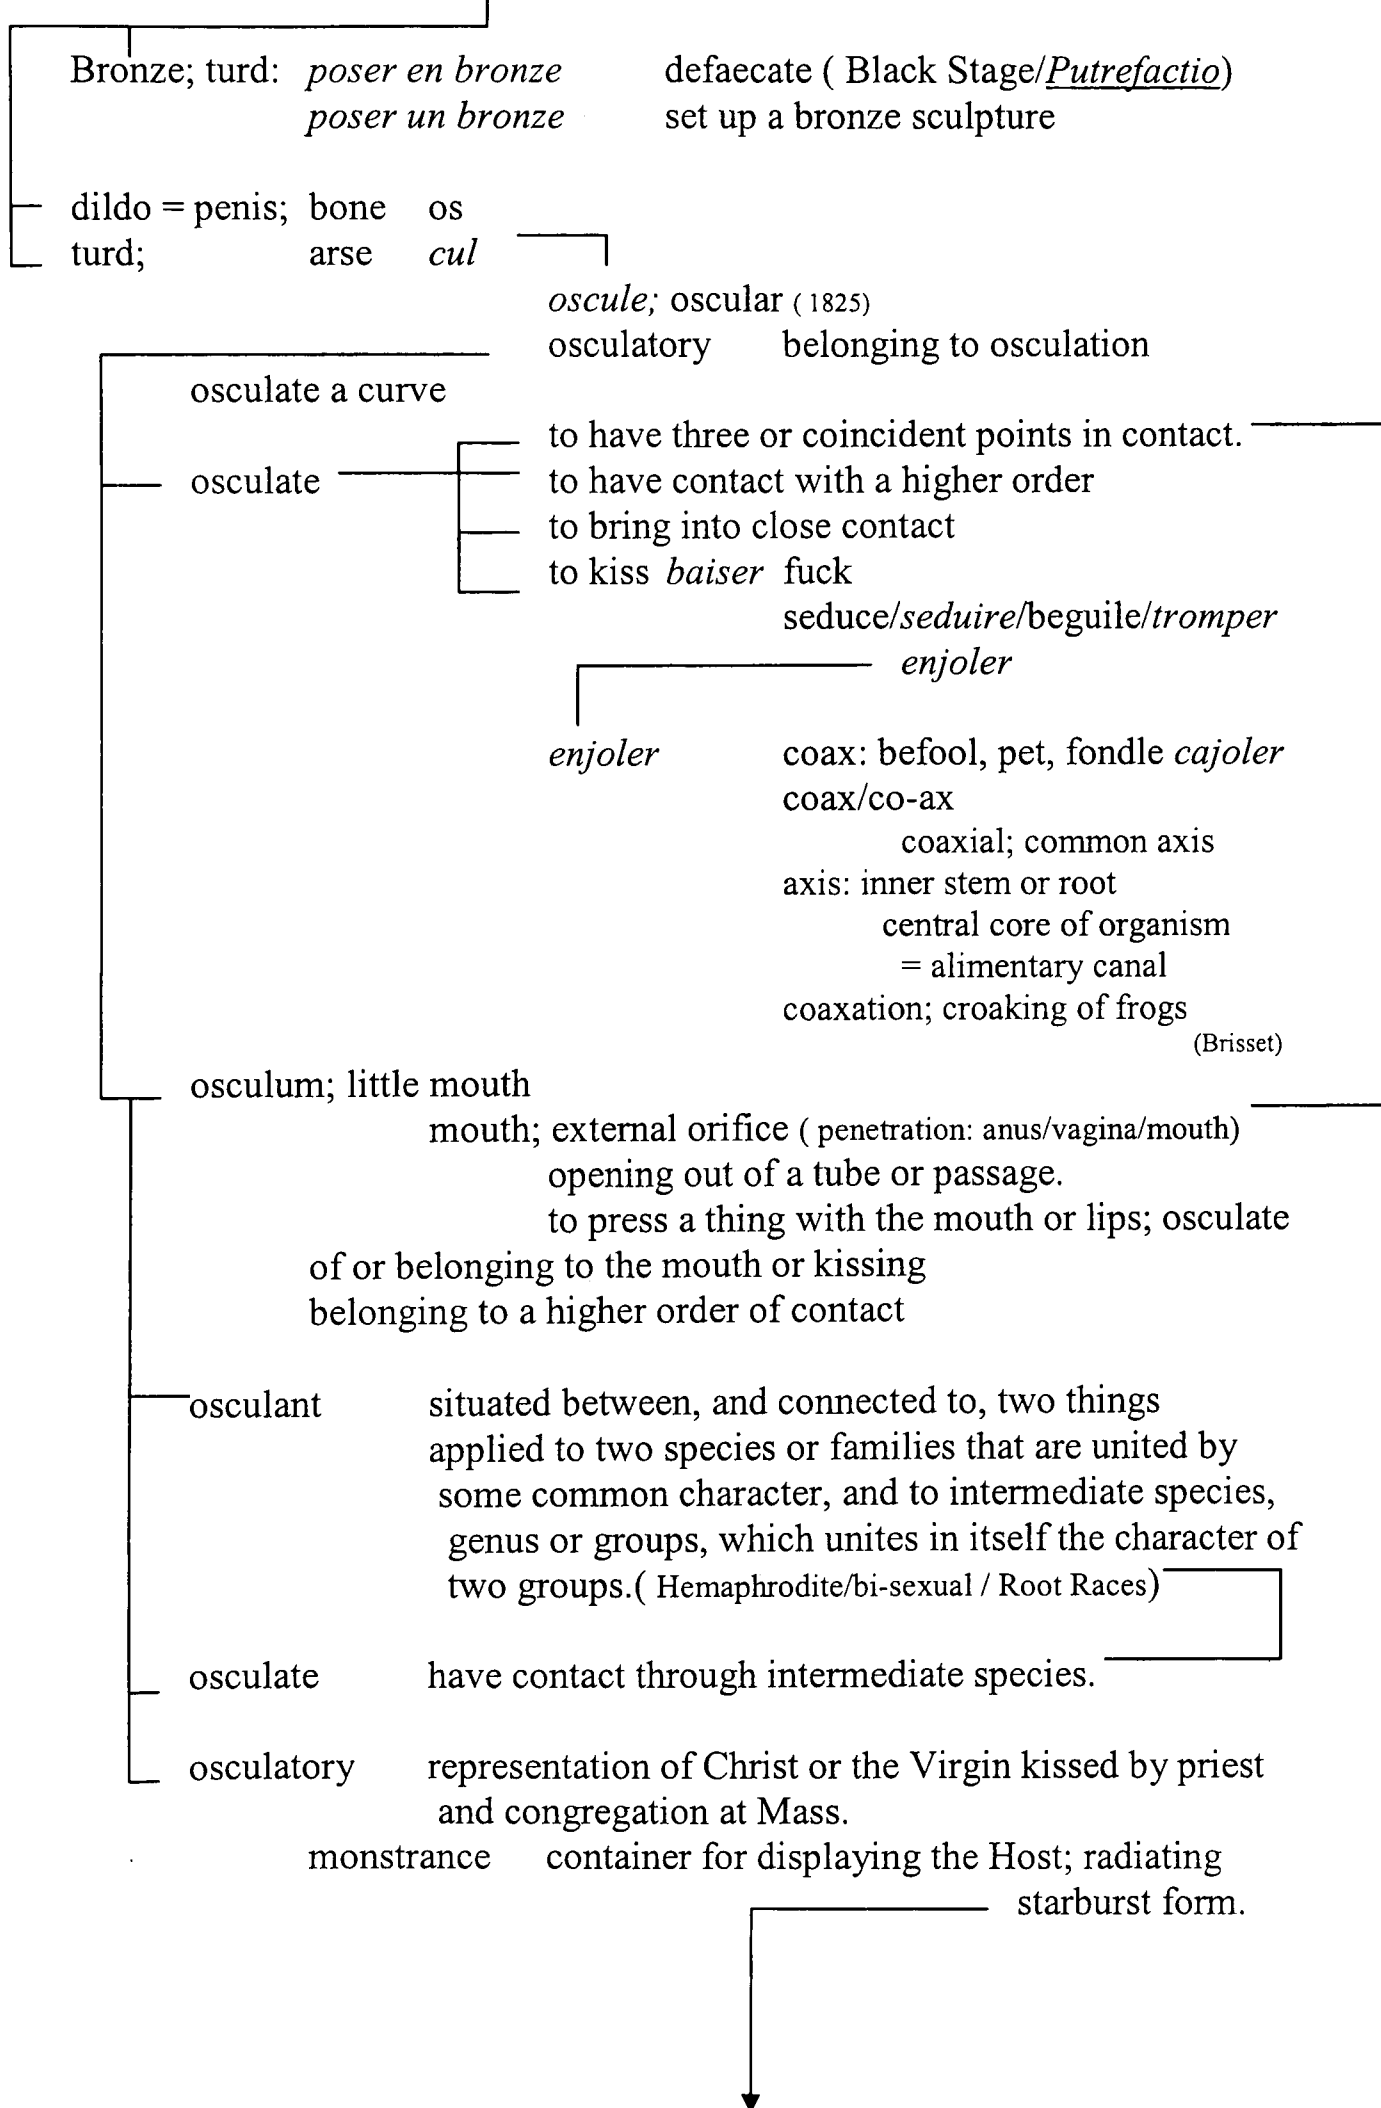 Bronze; turd: poser en bronze defaecate ( Black Stage/Putrefactio)
poser un bronze set up a bronze sculpture
dildo = penis; bone os
turd; arse cul
oscule; oscular ( 1825)
osculatory belonging to osculation
osculate a curve
to have three or coincident points in contact.
osculate to have contact with a higher order
to bring into close contact
to kiss baiser fuck
seduce/seduire/beguile/tromper
enjoler
enjoler coax: befool, pet, fondle cajoler
coax/co-ax
coaxial; common axis
axis: inner stem or root
central core of organism
= alimentary canal
coaxation; croaking of frogs
(Brisset)
osculum; little mouth
mouth; external orifice ( penetration: anus/vagina/mouth)
opening out of a tube or passage.
to press a thing with the mouth or lips; osculate
of or belonging to the mouth or kissing
belonging to a higher order of contact
osculant situated between, and connected to, two things
applied to two species or families that are united by
some common character, and to intermediate species,
genus or groups, which unites in itself the character of
two groups.( Hemaphrodite/bi-sexual / Root Races)
osculate have contact through intermediate species.
osculatory representation of Christ or the Virgin kissed by priest
and congregation at Mass.
monstrance container for displaying the Host; radiating
starburst form.